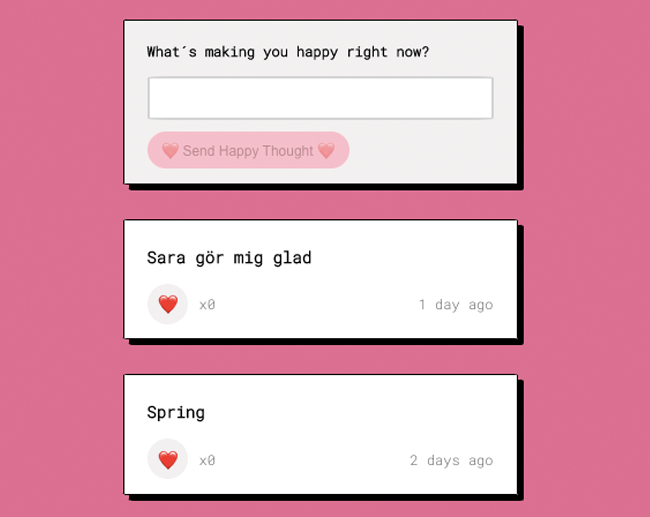 What´s making you happy right now?
❤️ Send Happy Thought ❤️
Sara gör mig glad
❤️ x0 1 day ago
Spring
❤️ x0 2 days ago